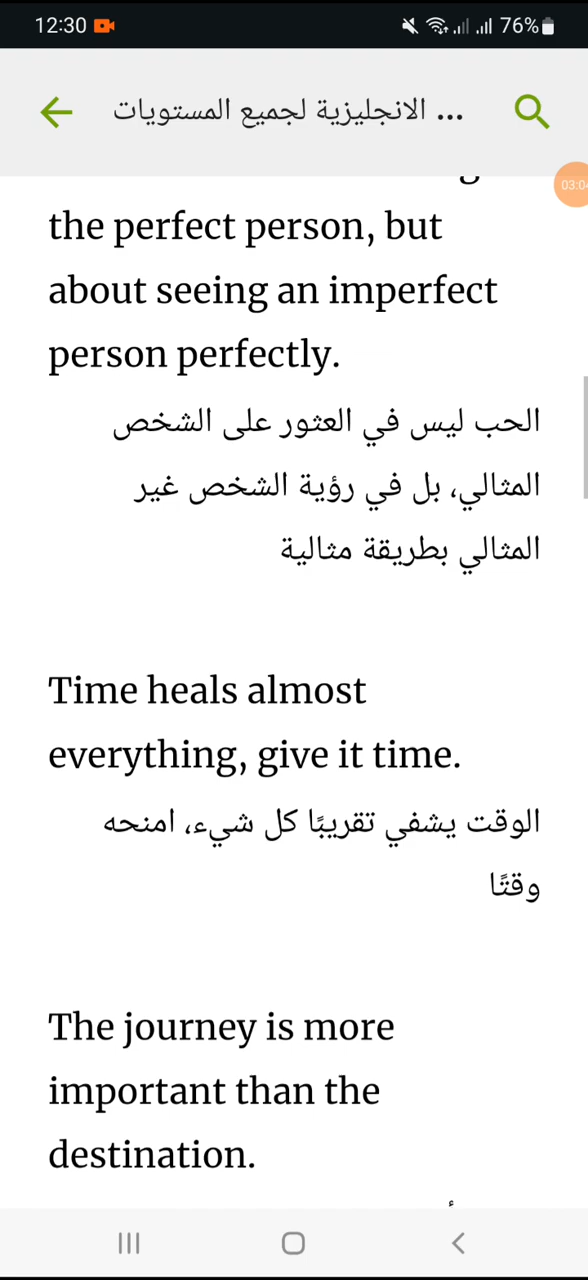 12:30
76%
... الانجليزية لجميع المستويات
03:04
the perfect person, but
about seeing an imperfect
person perfectly.
الحب ليس في العثور على الشخص
المثالي، بل في رؤية الشخص غير
المثالي بطريقة مثالية
Time heals almost
everything, give it time.
الوقت يشفي تقريبًا كل شيء، امنحه
وقتًا
The journey is more
important than the
destination.